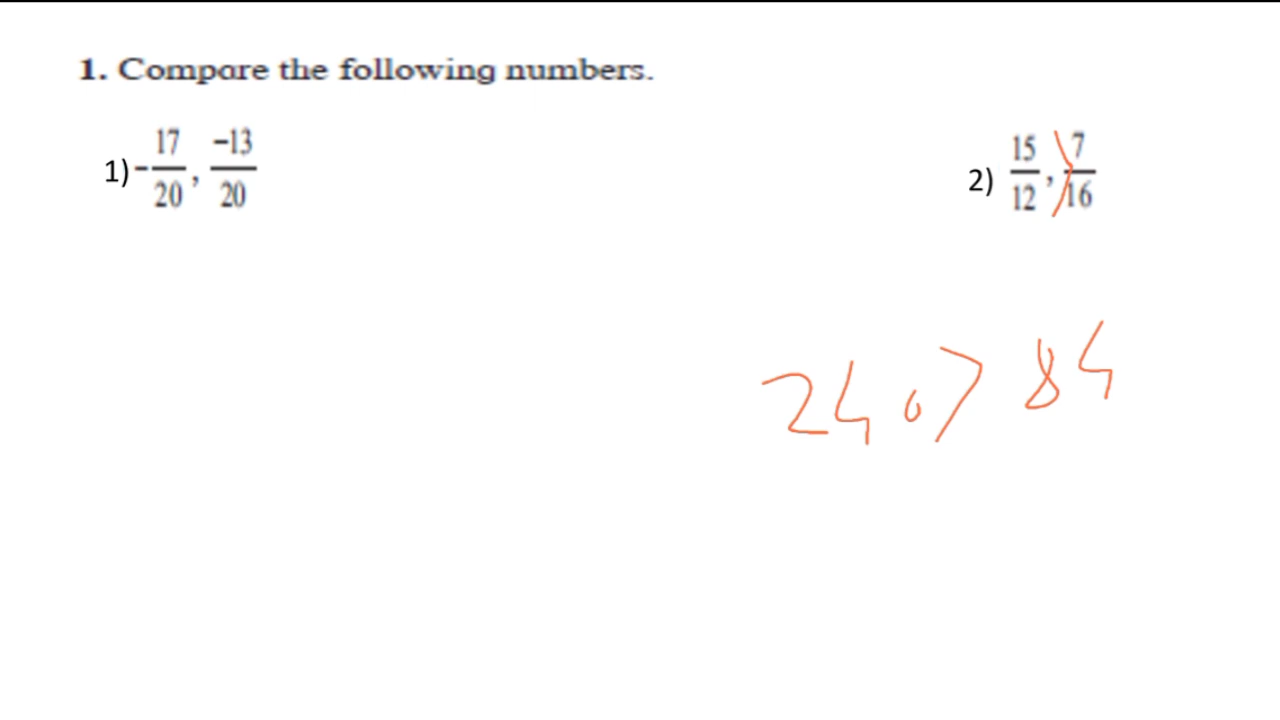 1. Compare the following numbers.
1) -17/20, -13/20
2) 15/12, > 7/16
240 > 84